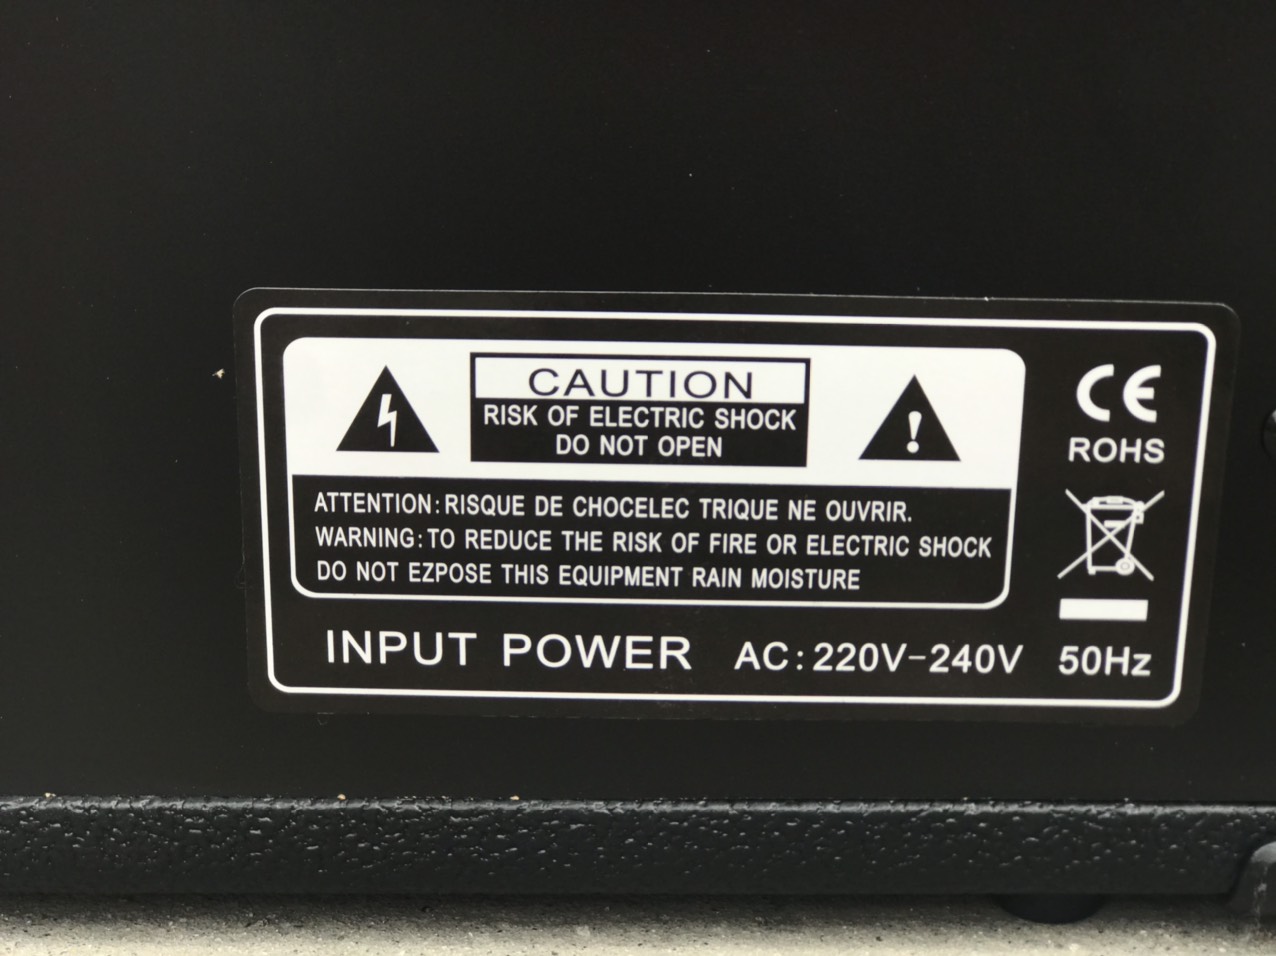 CAUTION
RISK OF ELECTRIC SHOCK
DO NOT OPEN
ATTENTION:RISQUE DE CHOCELEC TRIQUE NE OUVRIR.
WARNING:TO REDUCE THE RISK OF FIRE OR ELECTRIC SHOCK
DO NOT EZPOSE THIS EQUIPMENT RAIN MOISTURE
CE
ROHS
INPUT POWER AC:220V-240V 50Hz